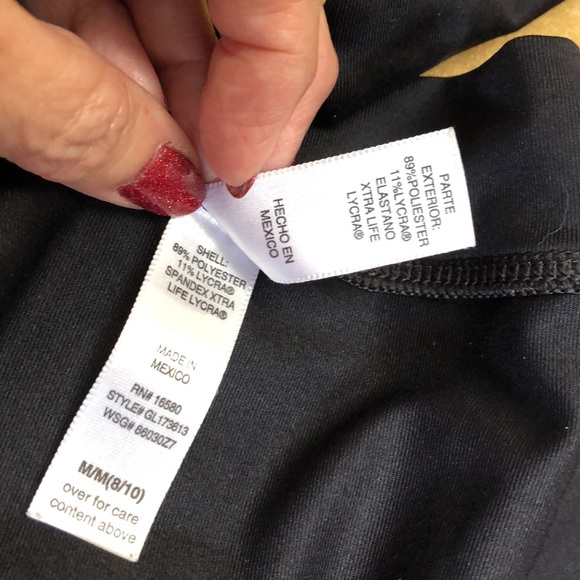 PARTE
EXTERIOR:
89%POLIESTER
11%LYCRA®
ELASTANO
XTRA LIFE
LYCRA®
HECHO EN
MEXICO
SHELL:
89% POLYESTER
11% LYCRA®
SPANDEX XTRA
LIFE LYCRA®
MADE IN
MEXICO
RN# 16580
STYLE# GL173613
WSG# 86030Z7
M/M(8/10)
over for care
content above